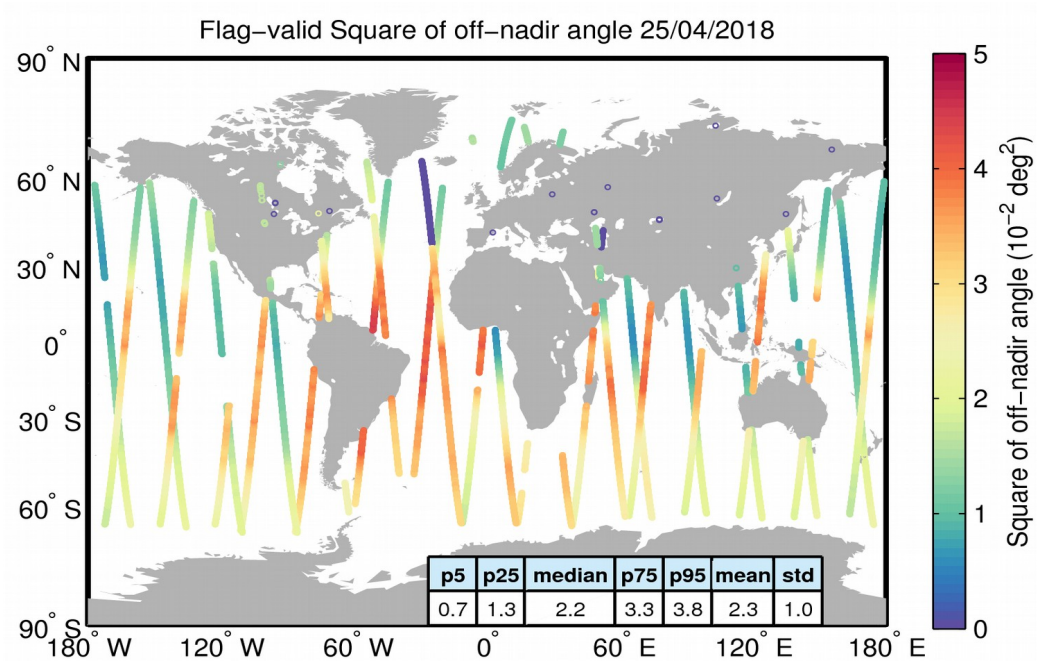 Flag−valid Square of off−nadir angle 25/04/2018
90° N
60° N
30° N
0°
30° S
60° S
90° S
180° W
120° W
60° W
0°
60° E
120° E
180° E
p5 p25 median p75 p95 mean std
0.7 1.3 2.2 3.3 3.8 2.3 1.0
5
4
3
2
1
0
Square of off−nadir angle (10⁻² deg²)